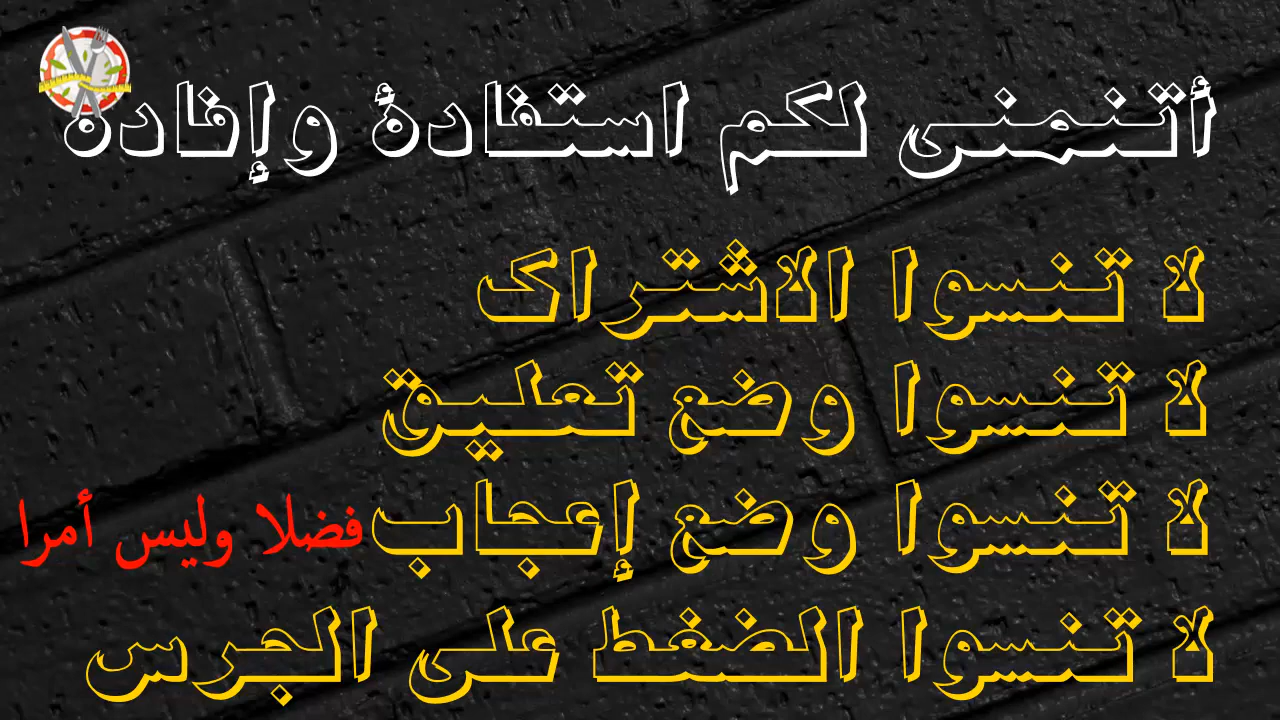 أتنمنى لكم استفادة وإفادة
لا تنسوا الاشتراك
لا تنسوا وضع تعليق
لا تنسوا وضع إعجاب فضلا وليس أمرا
لا تنسوا الضغط على الجرس